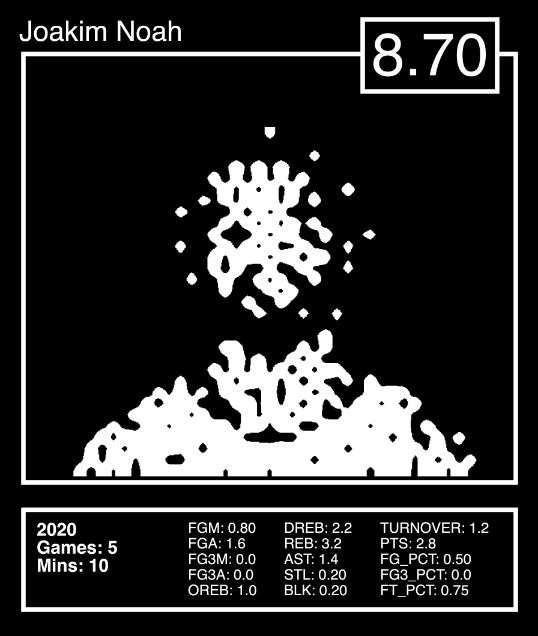 Joakim Noah
8.70
2020
Games: 5
Mins: 10
FGM: 0.80
FGA: 1.6
FG3M: 0.0
FG3A: 0.0
OREB: 1.0
DREB: 2.2
REB: 3.2
AST: 1.4
STL: 0.20
BLK: 0.20
TURNOVER: 1.2
PTS: 2.8
FG_PCT: 0.50
FG3_PCT: 0.0
FT_PCT: 0.75